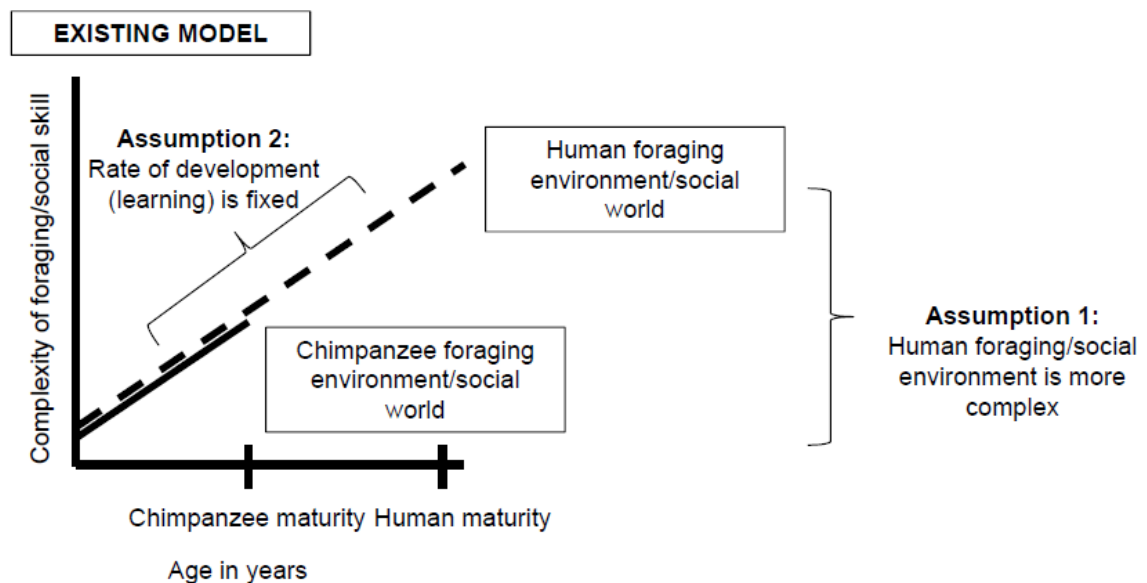 EXISTING MODEL
Complexity of foraging/social skill
Assumption 2:
Rate of development
(learning) is fixed
Human foraging
environment/social
world
Chimpanzee foraging
environment/social
world
Assumption 1:
Human foraging/social
environment is more
complex
Chimpanzee maturity
Human maturity
Age in years